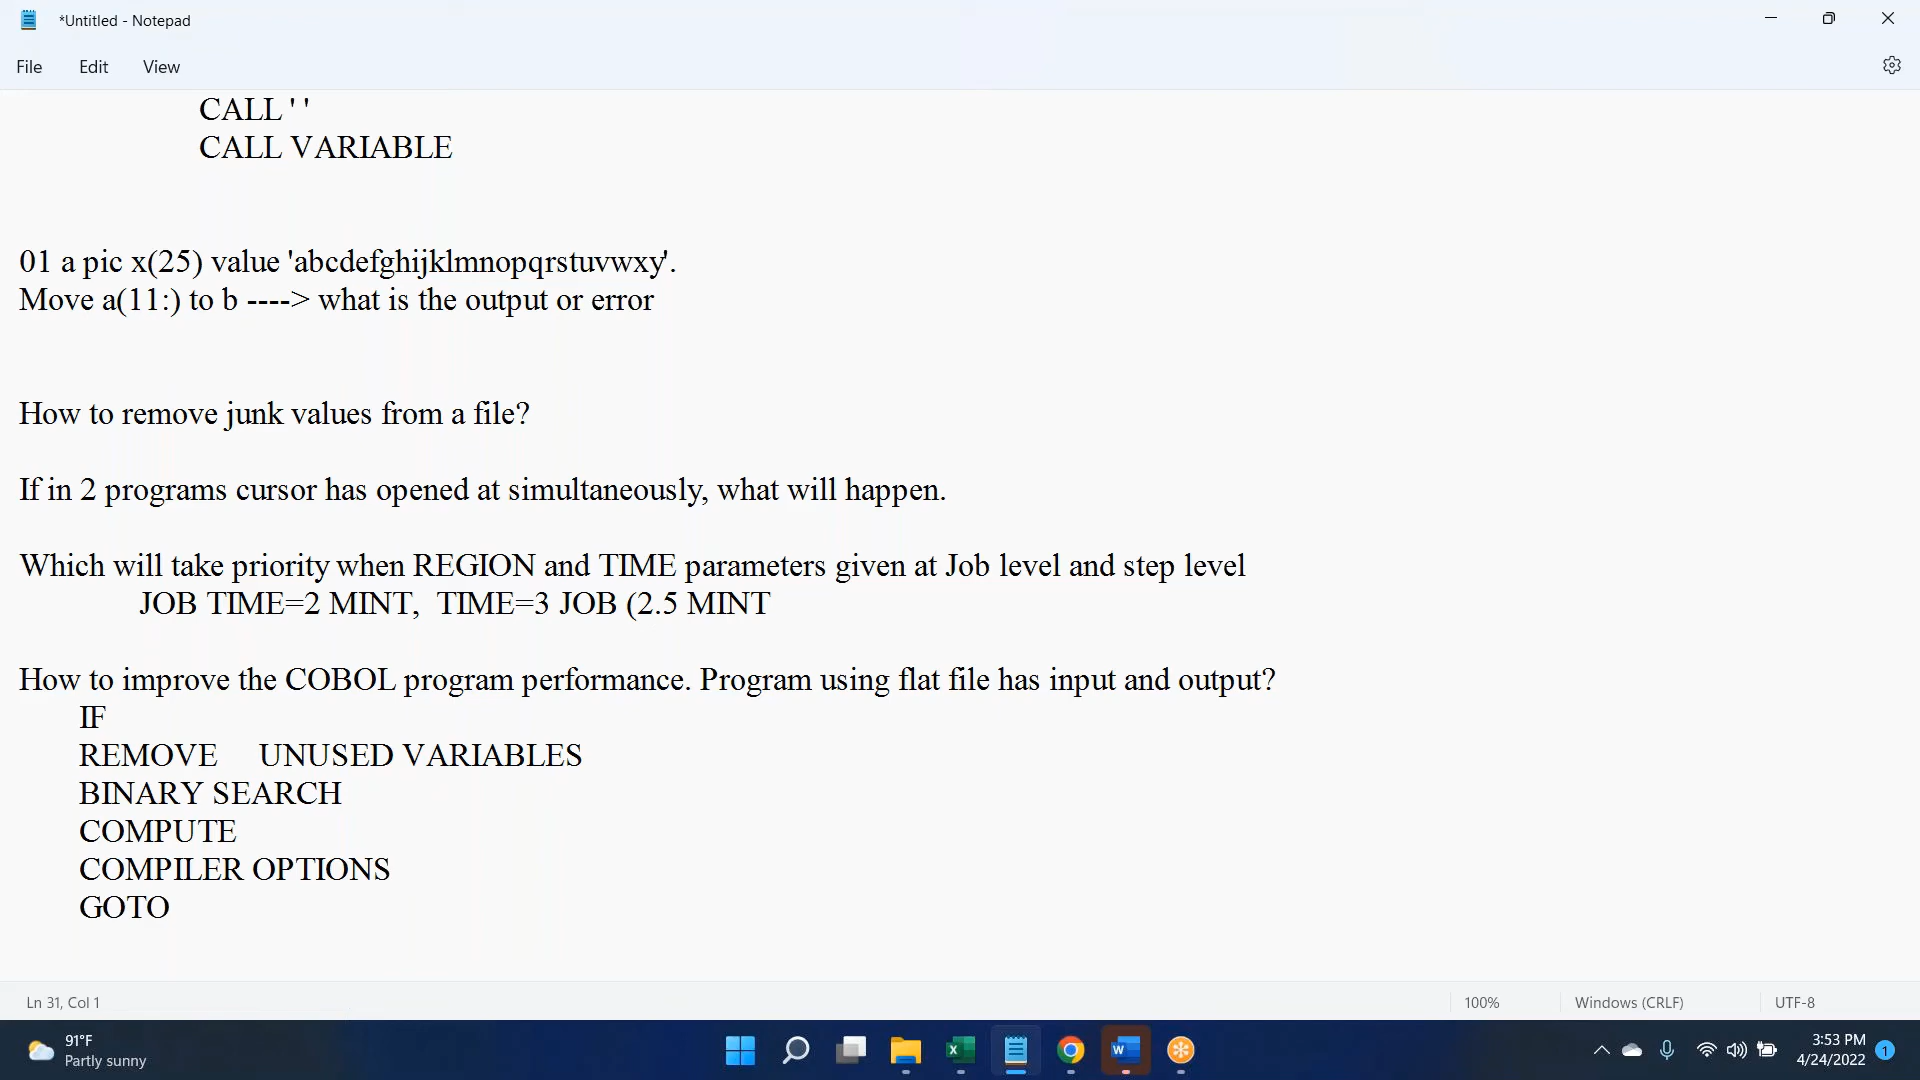 *Untitled - Notepad
File Edit View
CALL ' '
CALL VARIABLE
01 a pic x(25) value 'abcdefghijklmnopqrstuvwxy'.
Move a(11:) to b ----> what is the output or error
How to remove junk values from a file?
If in 2 programs cursor has opened at simultaneously, what will happen.
Which will take priority when REGION and TIME parameters given at Job level and step level
JOB TIME=2 MINT, TIME=3 JOB (2.5 MINT
How to improve the COBOL program performance. Program using flat file has input and output?
IF
REMOVE UNUSED VARIABLES
BINARY SEARCH
COMPUTE
COMPILER OPTIONS
GOTO
Ln 31, Col 1 100% Windows (CRLF) UTF-8
91°F
Partly sunny
3:53 PM
4/24/2022
1